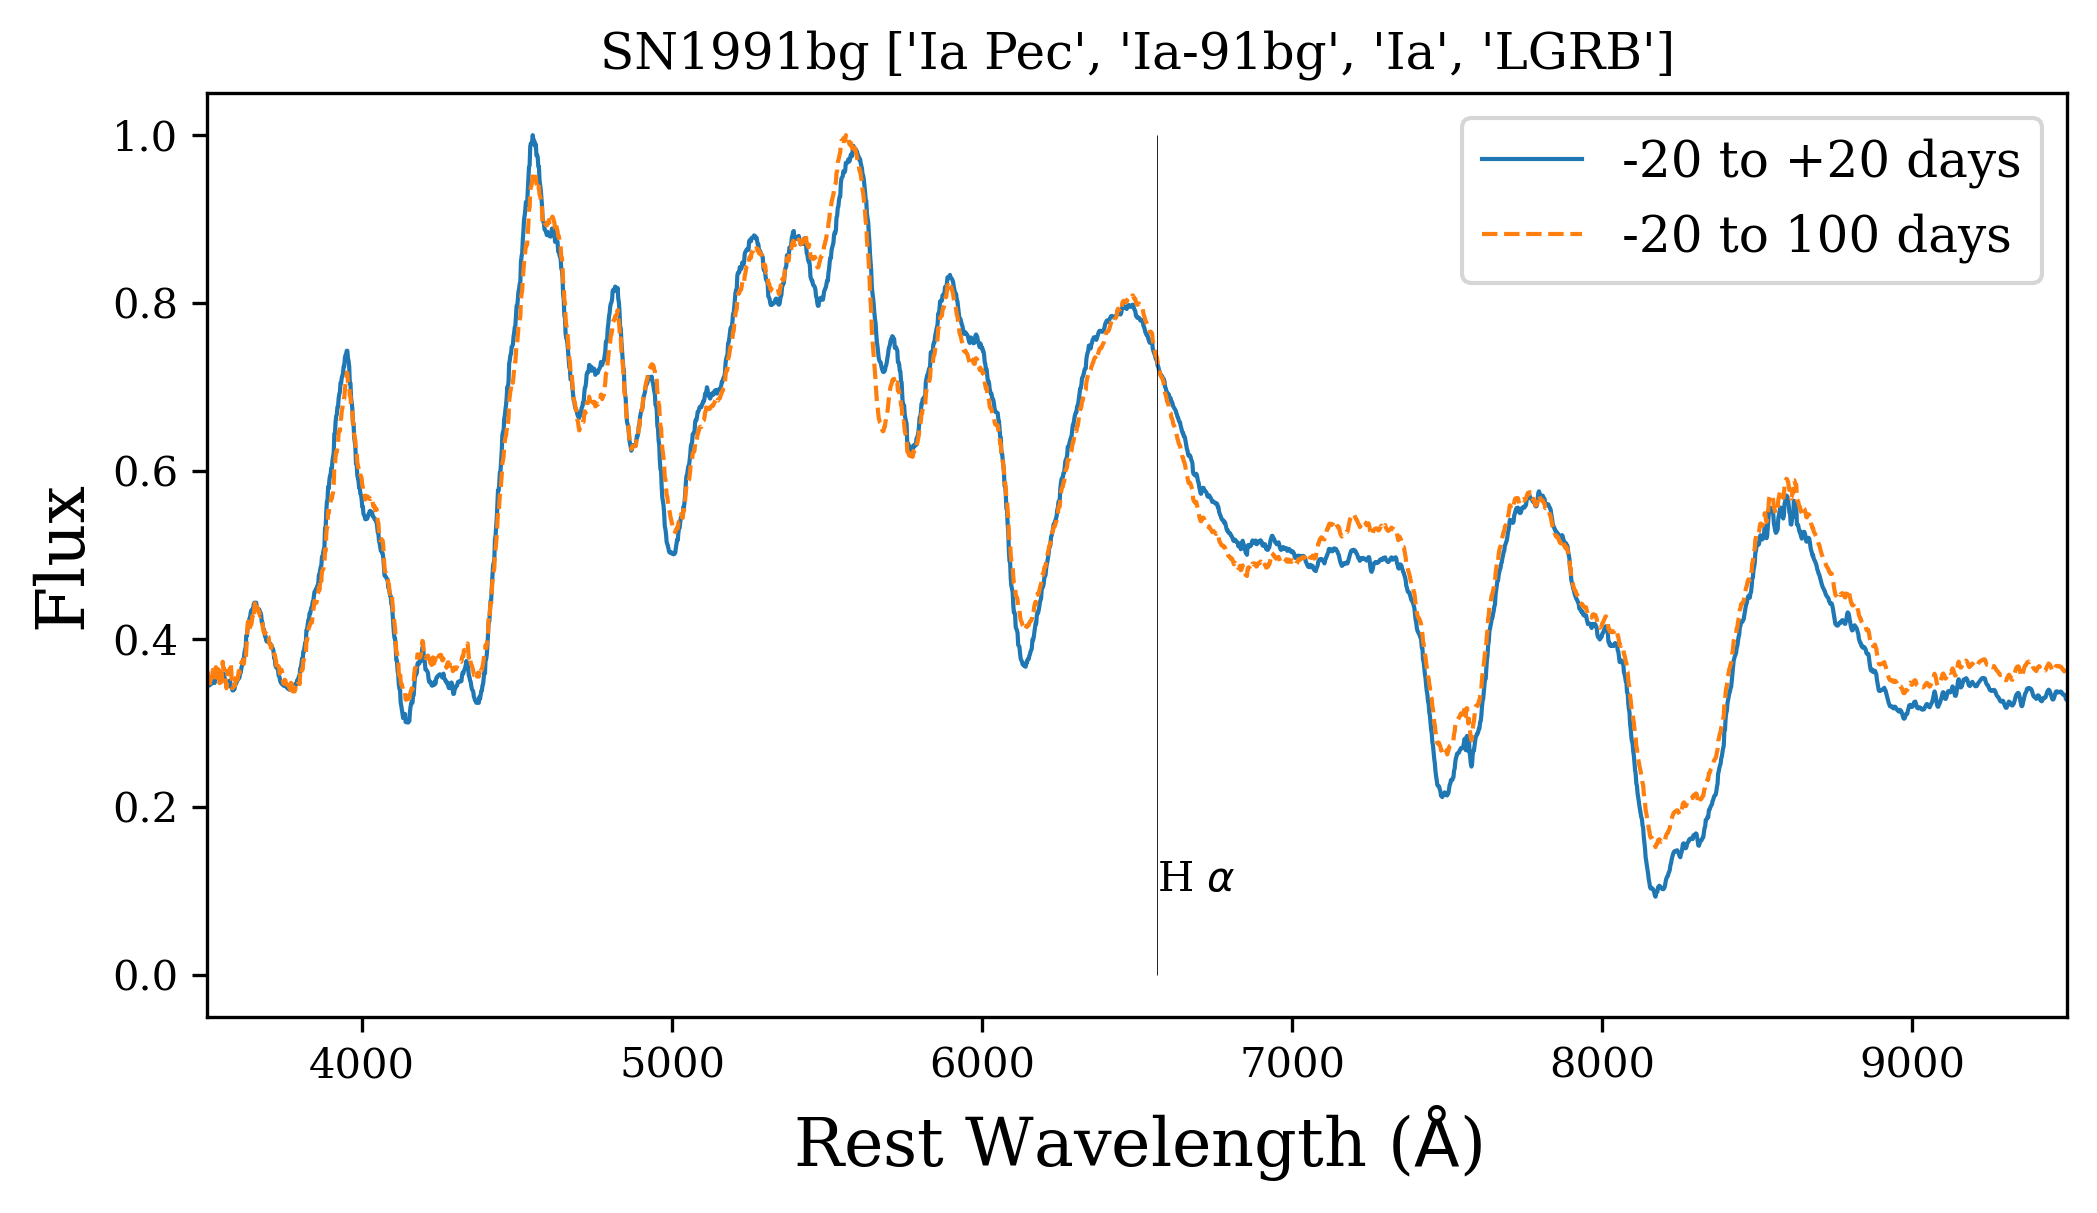 SN1991bg ['Ia Pec', 'Ia-91bg', 'Ia', 'LGRB']
-20 to +20 days
-20 to 100 days
1.0
0.8
0.6
0.4
0.2
0.0
Flux
H α
4000 5000 6000 7000 8000 9000
Rest Wavelength (Å)